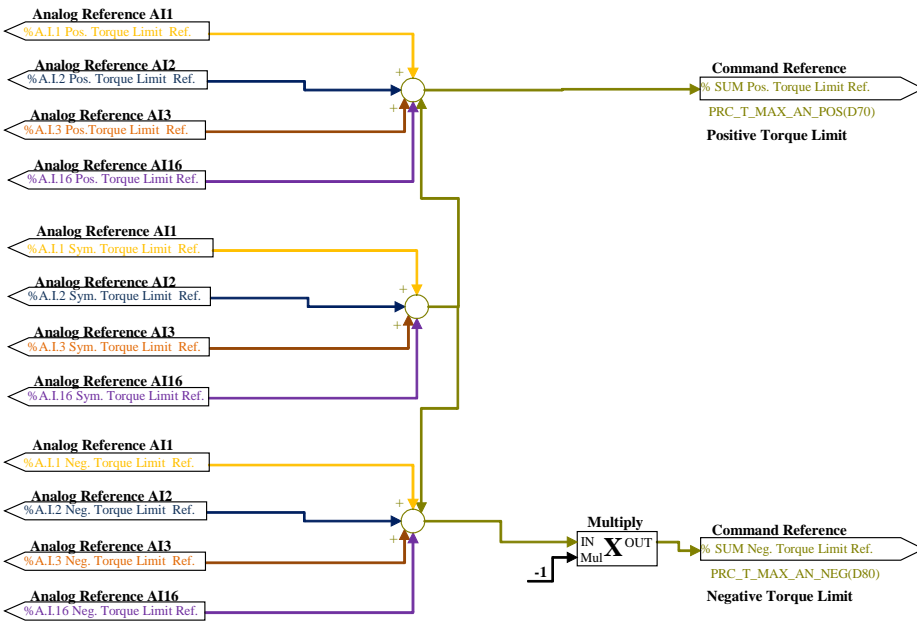 Analog Reference AI1
%A.I.1 Pos. Torque Limit Ref.
Analog Reference AI2
%A.I.2 Pos. Torque Limit Ref.
Analog Reference AI3
%A.I.3 Pos.Torque Limit Ref.
Analog Reference AI16
%A.I.16 Pos. Torque Limit Ref.
+
+
Command Reference
% SUM Pos. Torque Limit Ref.
PRC_T_MAX_AN_POS(D70)
Positive Torque Limit
Analog Reference AI1
%A.I.1 Sym. Torque Limit Ref.
Analog Reference AI2
%A.I.2 Sym. Torque Limit Ref.
Analog Reference AI3
%A.I.3 Sym. Torque Limit Ref.
Analog Reference AI16
%A.I.16 Sym. Torque Limit Ref.
+
+
Analog Reference AI1
%A.I.1 Neg. Torque Limit Ref.
Analog Reference AI2
%A.I.2 Neg. Torque Limit Ref.
Analog Reference AI3
%A.I.3 Neg. Torque Limit Ref.
Analog Reference AI16
%A.I.16 Neg. Torque Limit Ref.
+
+
Multiply
IN X OUT
Mul
-1
Command Reference
% SUM Neg. Torque Limit Ref.
PRC_T_MAX_AN_NEG(D80)
Negative Torque Limit